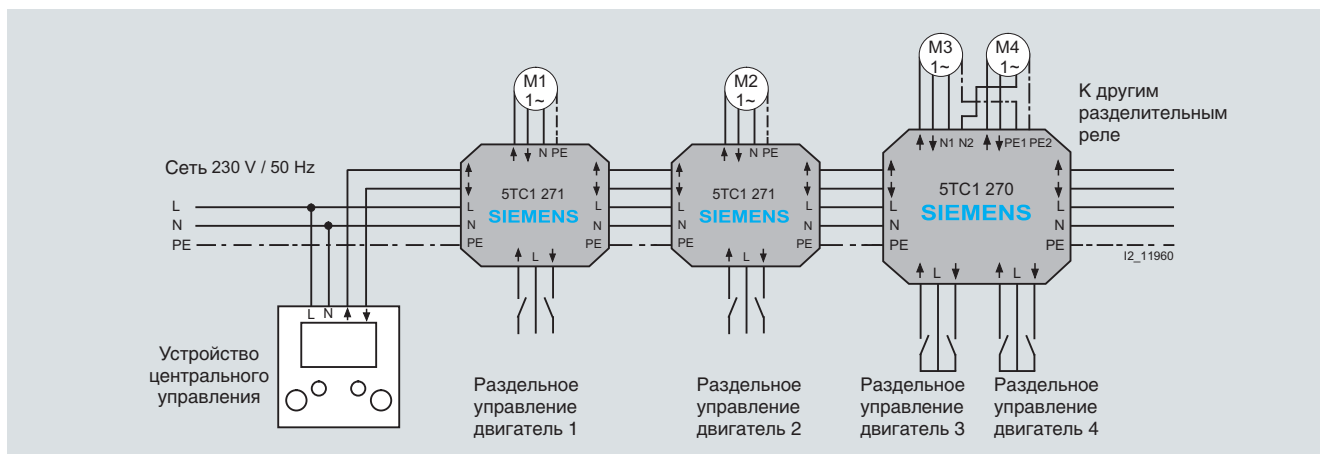 M1
1~
M2
1~
M3
1~
M4
1~
К другим
разделительным
реле
Сеть 230 V / 50 Hz
L
N
PE
↑ ↓ N PE
↑ ↑
↓ ↓
5TC1 271
SIEMENS
L L
N N
PE PE
↑ L ↓
↑ ↓ N PE
↑ ↑
↓ ↓
5TC1 271
SIEMENS
L L
N N
PE PE
↑ L ↓
↑ ↓ N1 N2 ↑ ↓ PE1 PE2
↑ ↑
↓ ↓
5TC1 270
SIEMENS
L L
N N
PE PE
↑ L ↓ ↑ L ↓
I2_11960
L N ↑ ↓
Устройство
центрального
управления
Раздельное
управление
двигатель 1
Раздельное
управление
двигатель 2
Раздельное
управление
двигатель 3
Раздельное
управление
двигатель 4